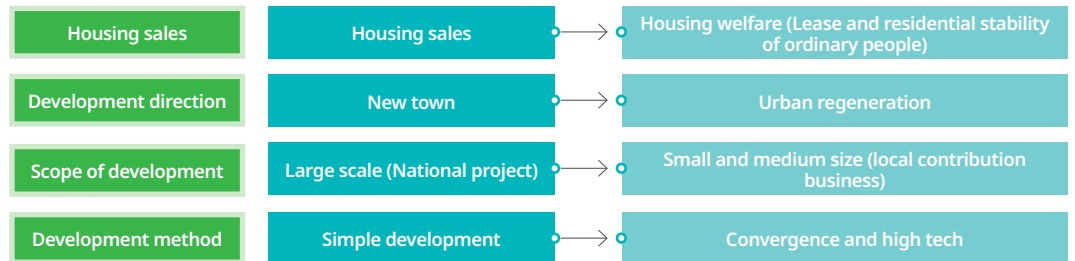 Housing sales
Housing sales
Housing welfare (Lease and residential stability
of ordinary people)
Development direction
New town
Urban regeneration
Scope of development
Large scale (National project)
Small and medium size (local contribution
business)
Development method
Simple development
Convergence and high tech